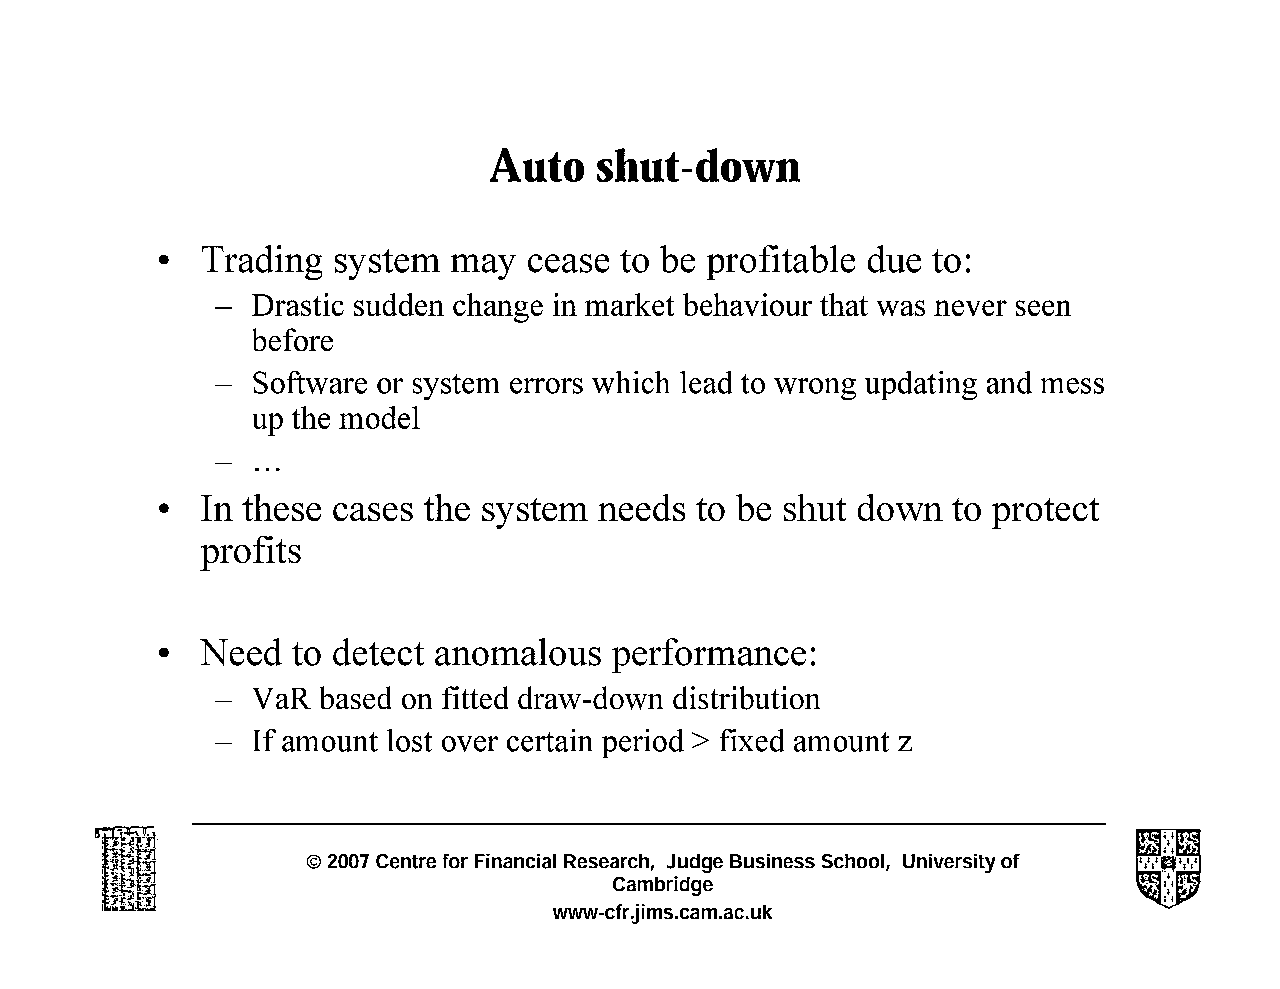 Auto shut-down
• Trading system may cease to be profitable due to:
– Drastic sudden change in market behaviour that was never seen
before
– Software or system errors which lead to wrong updating and mess
up the model
– …
• In these cases the system needs to be shut down to protect
profits
• Need to detect anomalous performance:
– VaR based on fitted draw-down distribution
– If amount lost over certain period > fixed amount z
© 2007 Centre for Financial Research, Judge Business School, University of
Cambridge
www-cfr.jims.cam.ac.uk